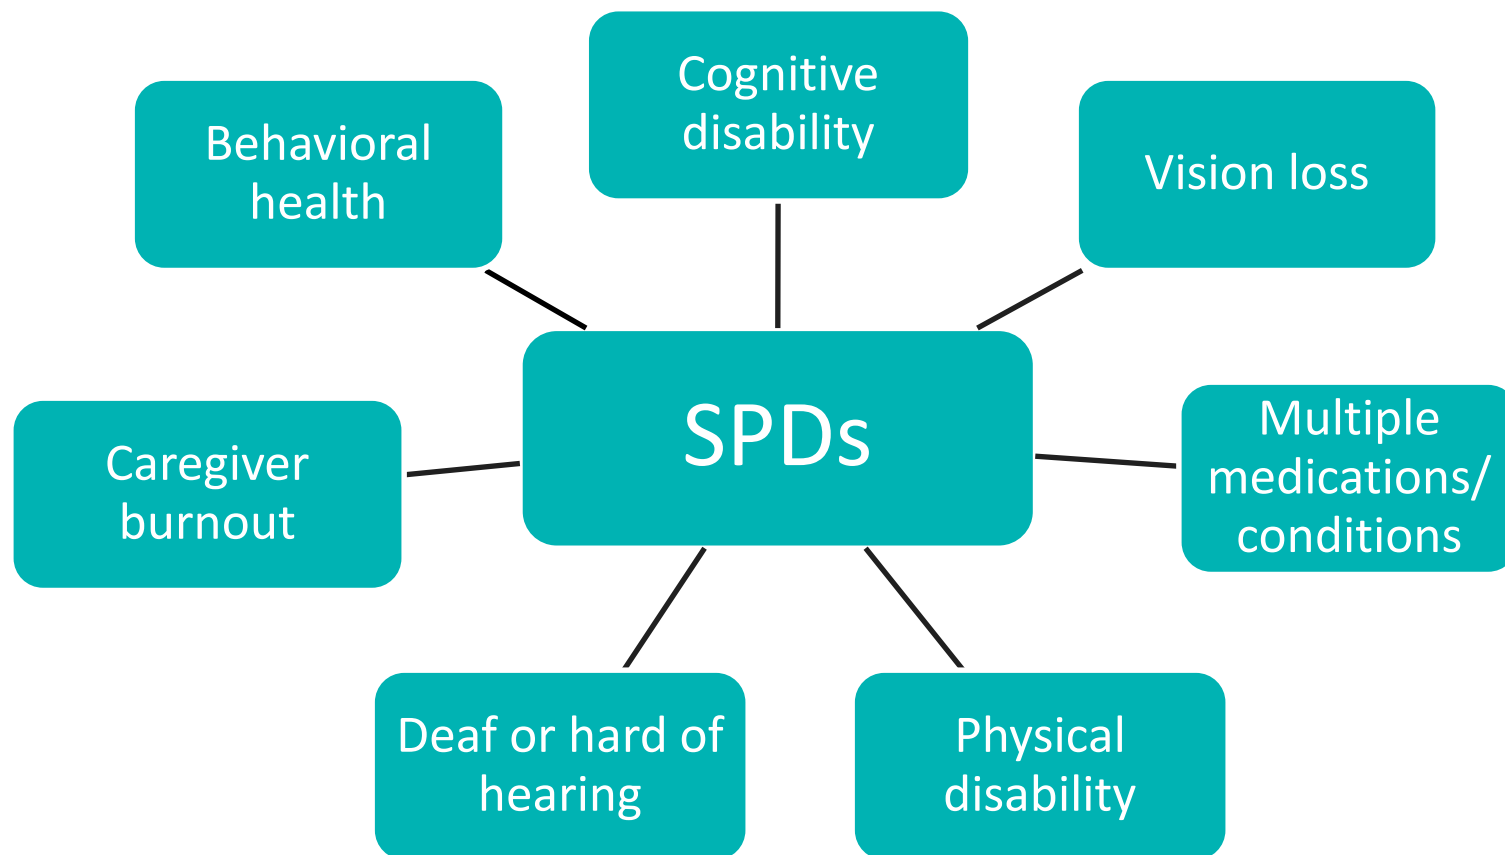 Cognitive
disability
Behavioral
health
Vision loss
SPDs
Multiple
medications/
conditions
Caregiver
burnout
Deaf or hard of
hearing
Physical
disability